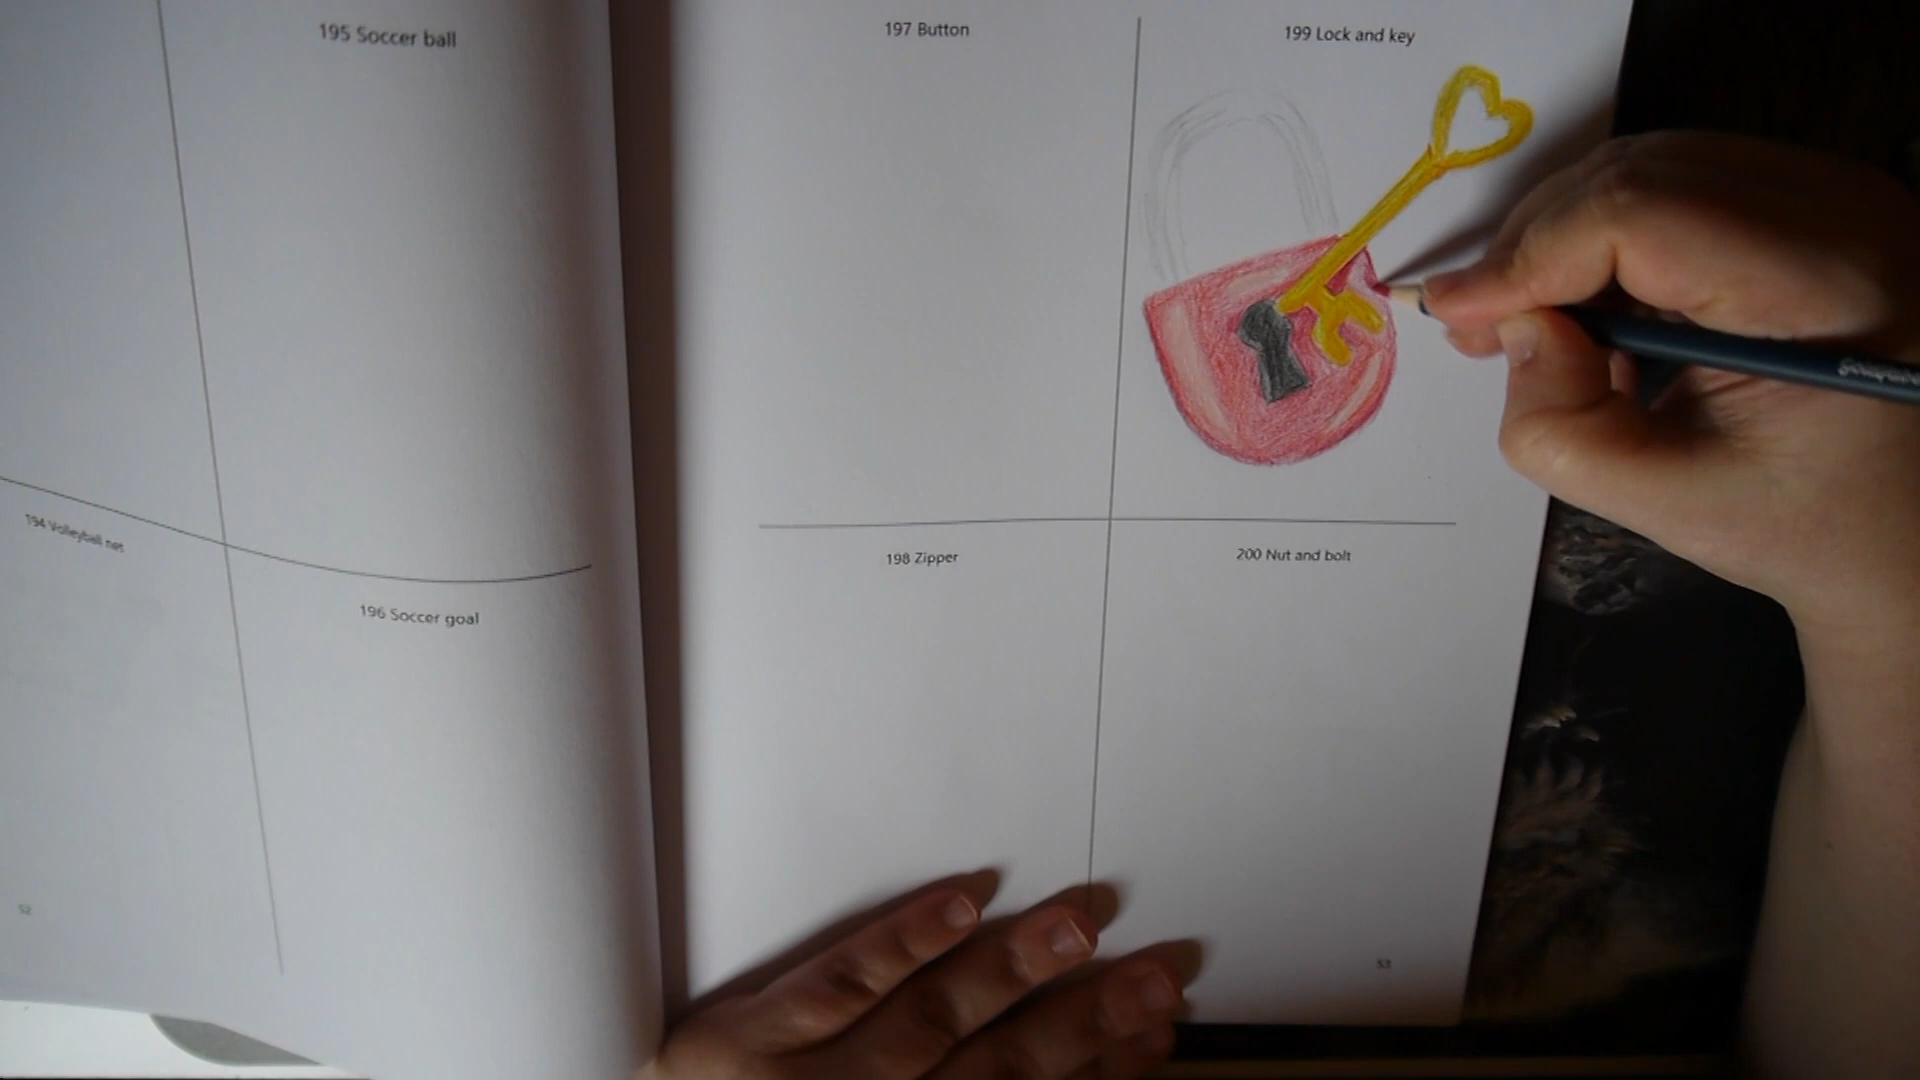 195 Soccer ball
194 Volleyball net
196 Soccer goal
52
197 Button
199 Lock and key
198 Zipper
200 Nut and bolt
53